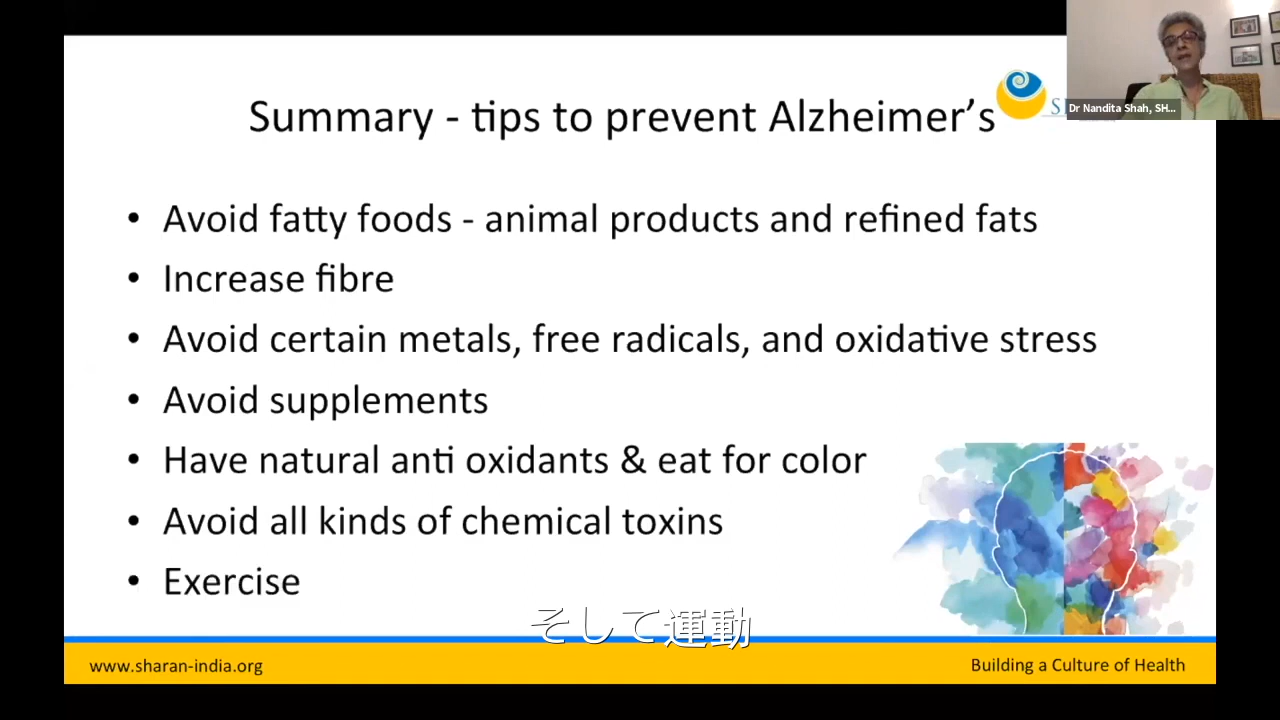 Summary - tips to prevent Alzheimer's
Dr Nandita Shah, SH...
• Avoid fatty foods - animal products and refined fats
• Increase fibre
• Avoid certain metals, free radicals, and oxidative stress
• Avoid supplements
• Have natural anti oxidants & eat for color
• Avoid all kinds of chemical toxins
• Exercise
そして運動
www.sharan-india.org
Building a Culture of Health